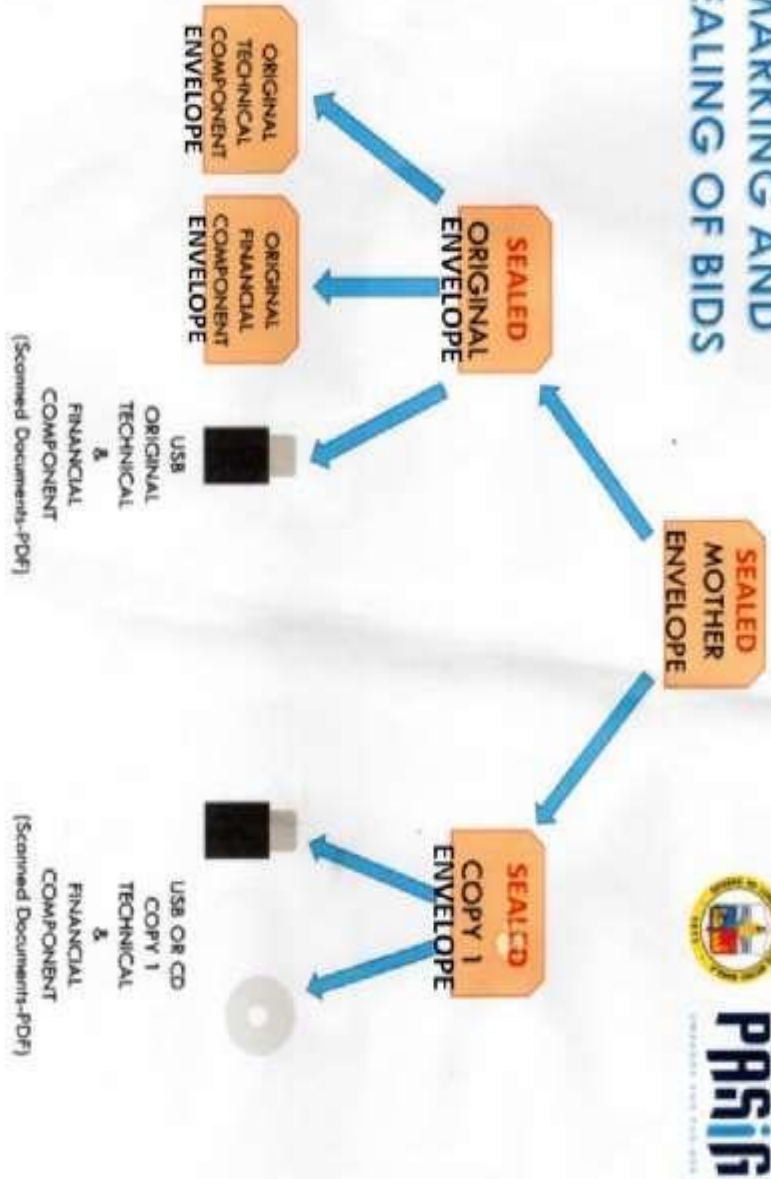 MARKING AND
SEALING OF BIDS
PASIG
SEALED
MOTHER
ENVELOPE
SEALED
ORIGINAL
ENVELOPE
SEALCD
COPY 1
ENVELOPE
ORIGINAL
TECHNICAL
COMPONENT
ENVELOPE
ORIGINAL
FINANCIAL
COMPONENT
ENVELOPE
USB
ORIGINAL
TECHNICAL
&
FINANCIAL
COMPONENT
(Scanned Documents-PDF)
USB OR CD
COPY 1
TECHNICAL
&
FINANCIAL
COMPONENT
(Scanned Documents-PDF)